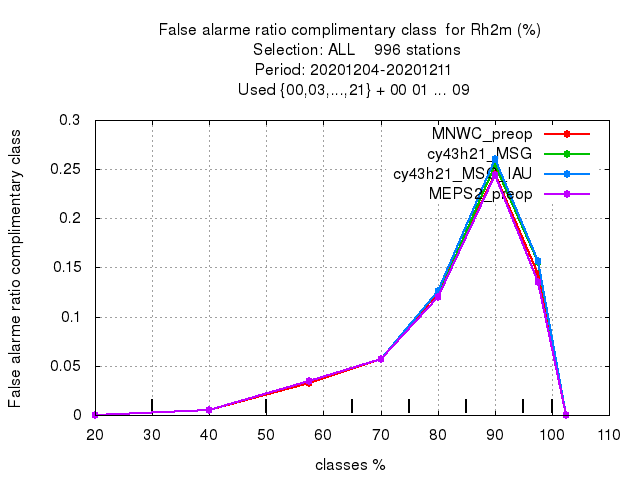 False alarme ratio complimentary class for Rh2m (%)
Selection: ALL 996 stations
Period: 20201204-20201211
Used {00,03,...,21} + 00 01 ... 09
False alarme ratio complimentary class
0.3
0.25
0.2
0.15
0.1
0.05
0
MNWC_preop
cy43h21_MSG
cy43h21_MSG_IAU
MEPS2_preop
20 30 40 50 60 70 80 90 100 110
classes %